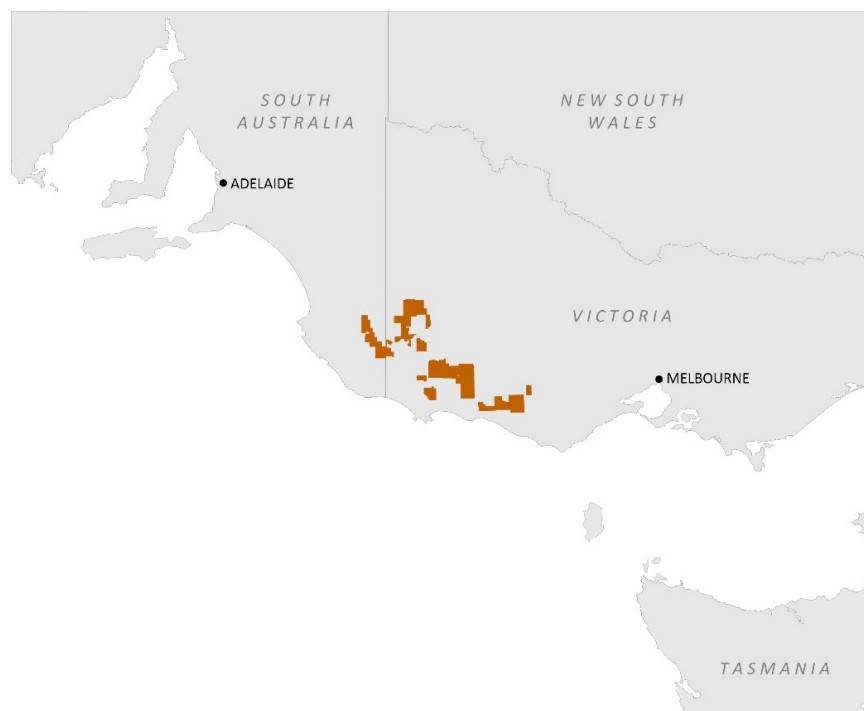 SOUTH
AUSTRALIA
NEW SOUTH
WALES
ADELAIDE
VICTORIA
MELBOURNE
TASMANIA